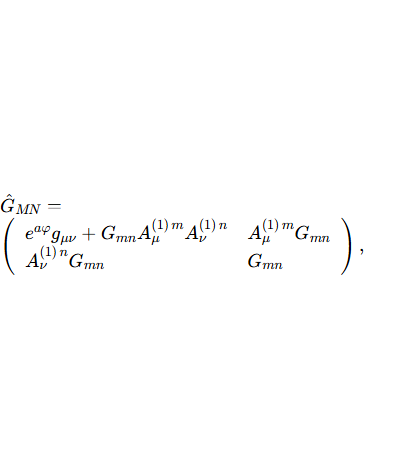 \hat{G}_{MN} =
\left( \begin{array}{cc} e^{a\varphi} g_{\mu\nu} + G_{mn} A_{\mu}^{(1)\,m} A_{\nu}^{(1)\,n} & A_{\mu}^{(1)\,m} G_{mn} \\ A_{\nu}^{(1)\,n} G_{mn} & G_{mn} \end{array} \right),